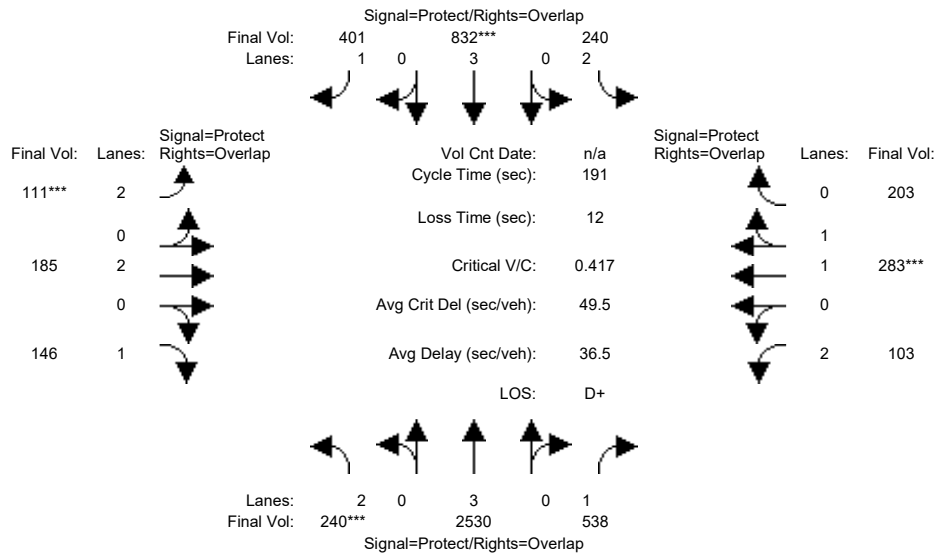 Signal=Protect/Rights=Overlap
Final Vol: 401 832*** 240
Lanes: 1 0 3 0 2
Signal=Protect
Final Vol: Lanes: Rights=Overlap
Vol Cnt Date: n/a
Signal=Protect
Rights=Overlap Lanes: Final Vol:
Cycle Time (sec): 191
111*** 2
0 203
Loss Time (sec): 12
0
1
185 2
Critical V/C: 0.417
1 283***
0
Avg Crit Del (sec/veh): 49.5
0
146 1
Avg Delay (sec/veh): 36.5
2 103
LOS: D+
Lanes: 2 0 3 0 1
Final Vol: 240*** 2530 538
Signal=Protect/Rights=Overlap